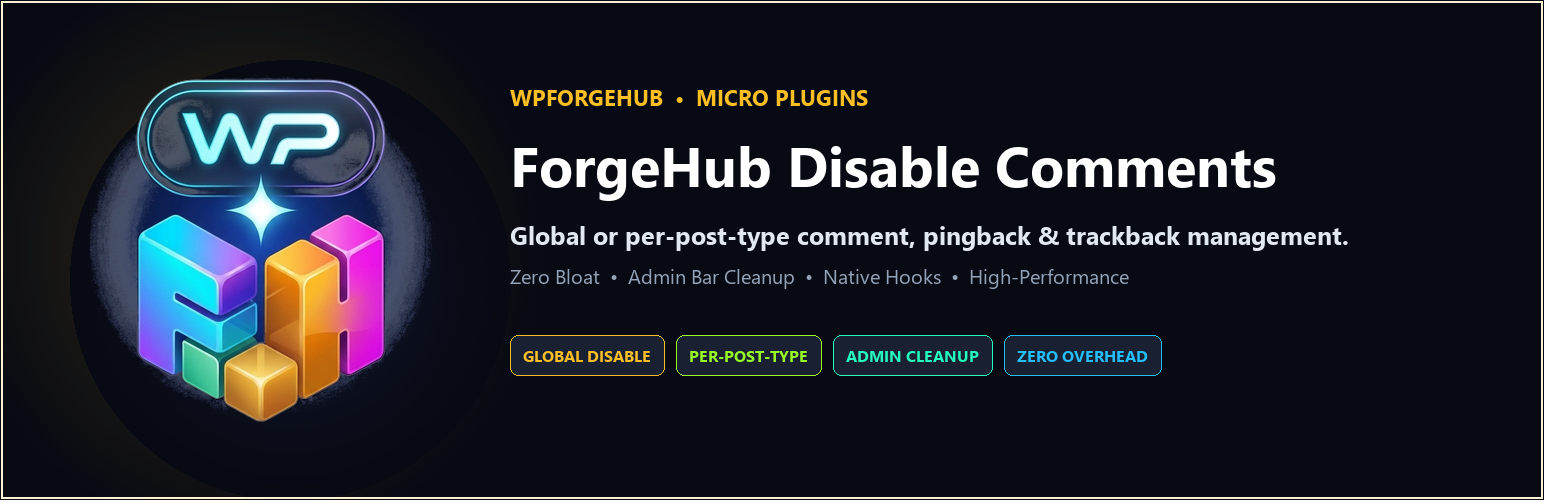 WP
FH
WPFORGEHUB • MICRO PLUGINS
ForgeHub Disable Comments
Global or per-post-type comment, pingback & trackback management.
Zero Bloat • Admin Bar Cleanup • Native Hooks • High-Performance
GLOBAL DISABLE PER-POST-TYPE ADMIN CLEANUP ZERO OVERHEAD